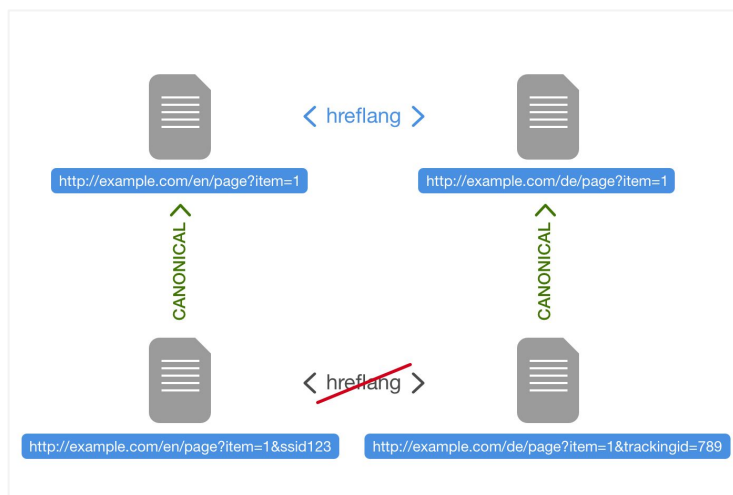 < hreflang >
http://example.com/en/page?item=1
http://example.com/de/page?item=1
CANONICAL
CANONICAL
< hreflang >
http://example.com/en/page?item=1&ssid123
http://example.com/de/page?item=1&trackingid=789